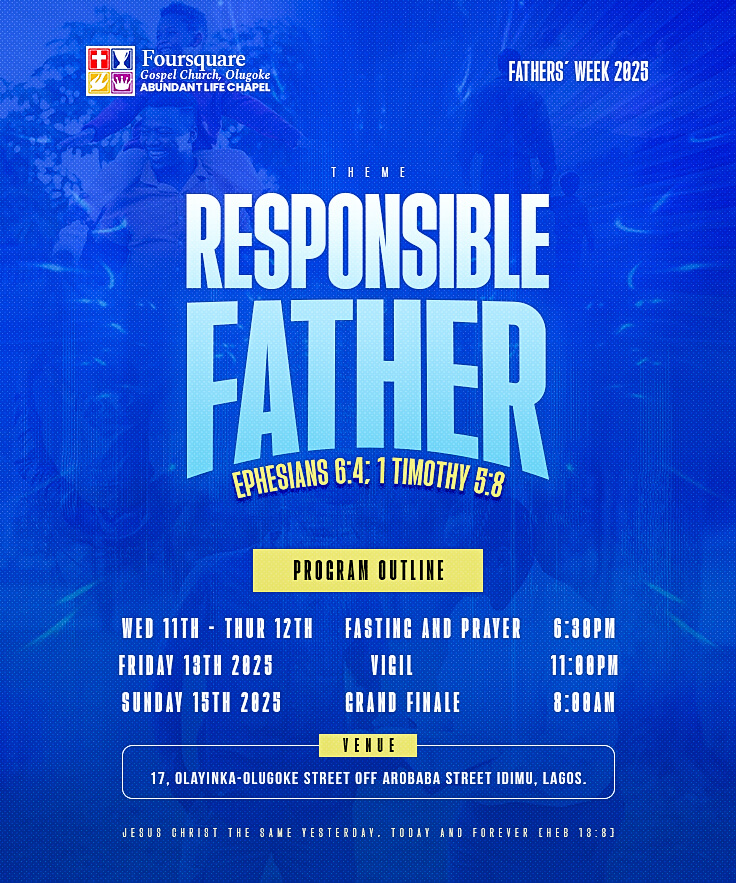 Foursquare
Gospel Church, Olugoke
ABUNDANT LIFE CHAPEL
FATHERS' WEEK 2025
THEME
RESPONSIBLE
FATHER
EPHESIANS 6:4; 1 TIMOTHY 5:8
PROGRAM OUTLINE
WED 11TH - THUR 12TH FASTING AND PRAYER 6:30PM
FRIDAY 13TH 2025 VIGIL 11:00PM
SUNDAY 15TH 2025 GRAND FINALE 8:00AM
VENUE
17, OLAYINKA-OLUGOKE STREET OFF AROBABA STREET IDIMU, LAGOS.
JESUS CHRIST THE SAME YESTERDAY, TODAY AND FOREVER [HEB 13:8]